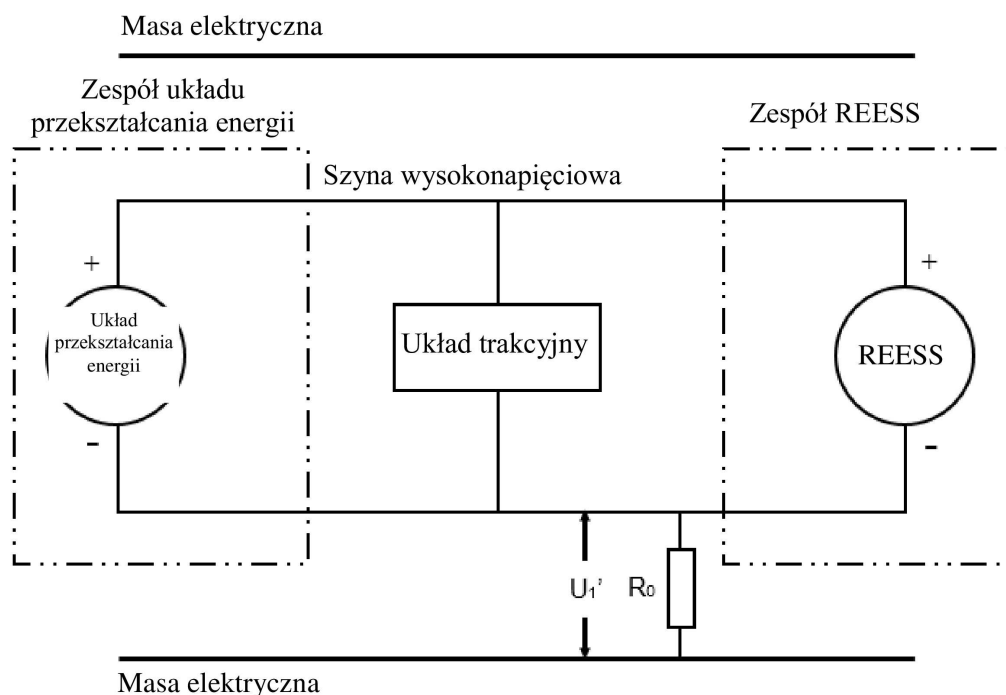 Masa elektryczna
Zespół układu
przekształcania energii
Zespół REESS
Szyna wysokonapięciowa
+
+
Układ
przekształcania
energii
Układ trakcyjny
REESS
-
-
U₁’
R₀
Masa elektryczna